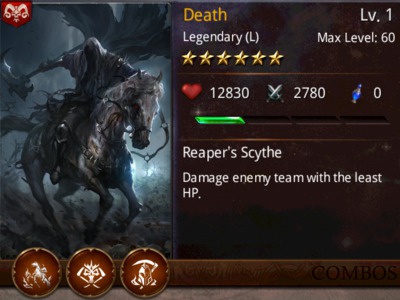 Death Lv. 1
Legendary (L) Max Level: 60
12830 2780 0
Reaper's Scythe
Damage enemy team with the least
HP.
COMBOS